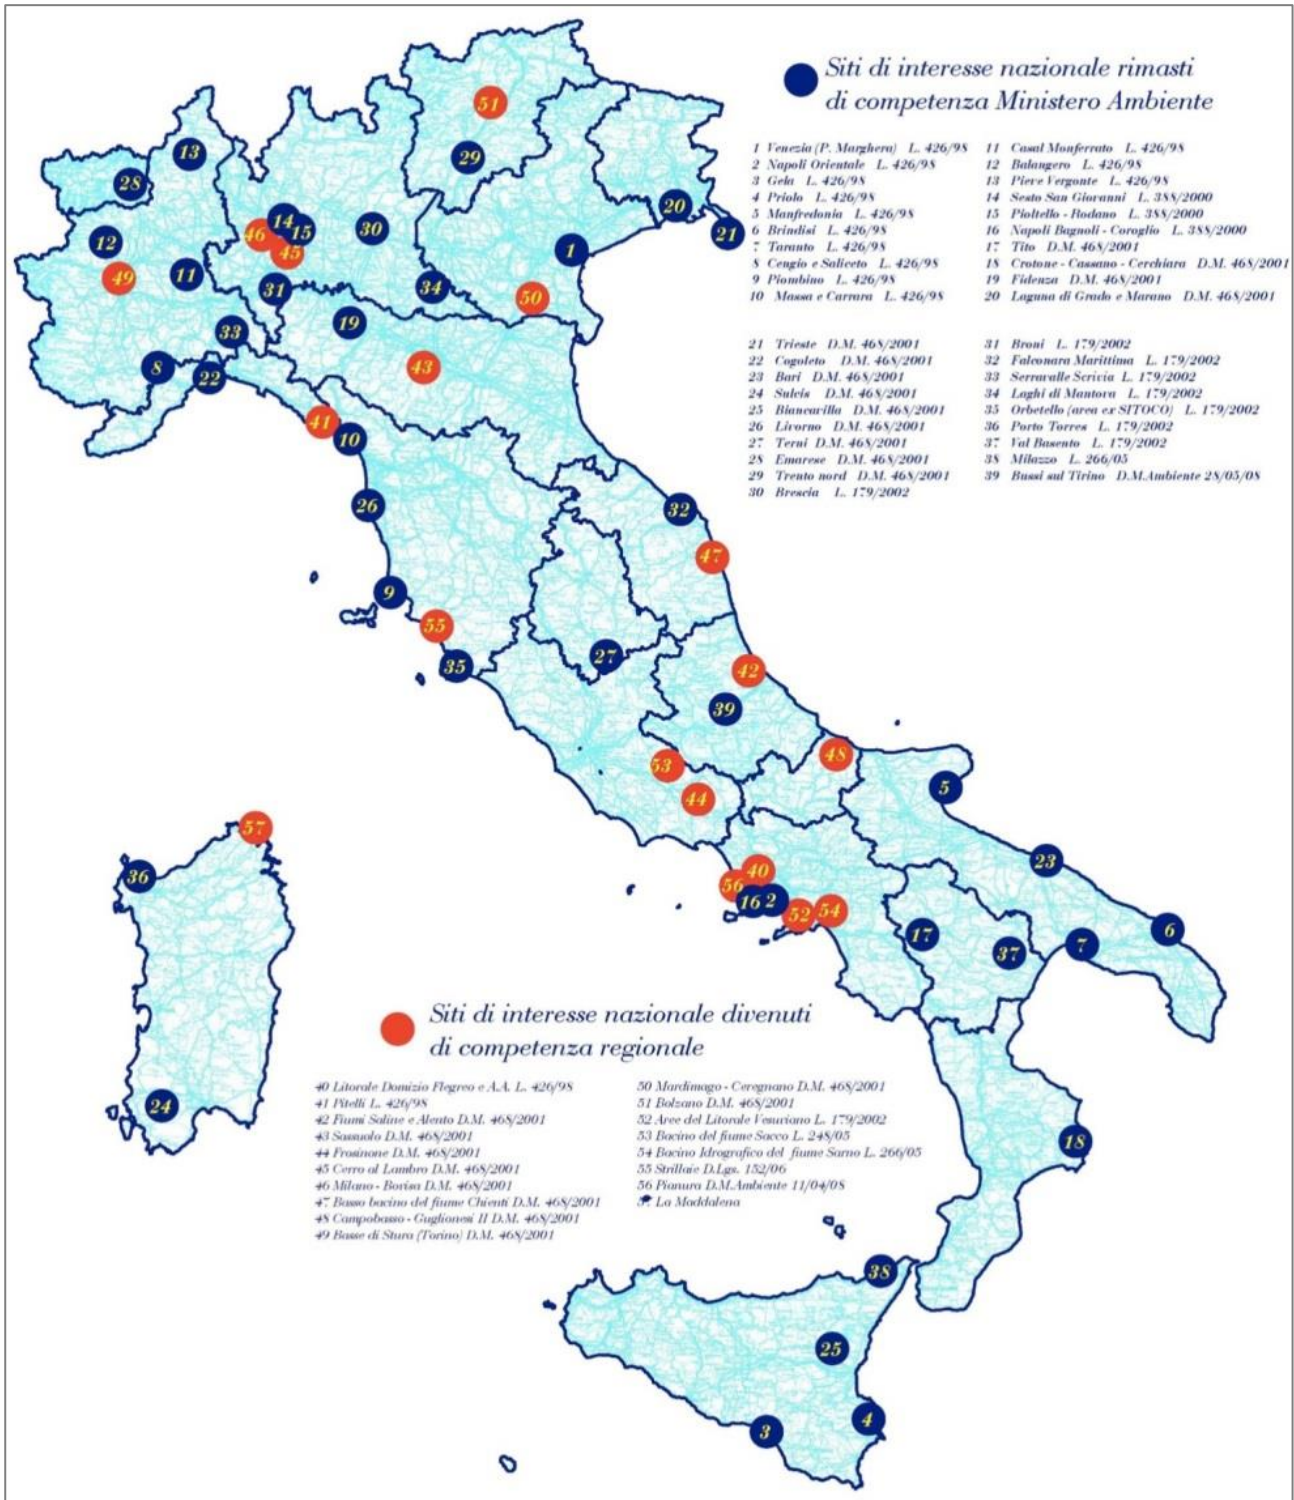 Siti di interesse nazionale rimasti
di competenza Ministero Ambiente
1 Venezia (P. Marghera) L. 426/98
2 Napoli Orientale L. 426/98
3 Gela L. 426/98
4 Priolo L. 426/98
5 Manfredonia L. 426/98
6 Brindisi L. 426/98
7 Taranto L. 426/98
8 Cengio e Saliceto L. 426/98
9 Piombino L. 426/98
10 Massa e Carrara L. 426/98
11 Casal Monferrato L. 426/98
12 Balangero L. 426/98
13 Pieve Vergonte L. 426/98
14 Sesto San Giovanni L. 388/2000
15 Pioltello - Rodano L. 388/2000
16 Napoli Bagnoli - Coroglio L. 388/2000
17 Tito D.M. 468/2001
18 Crotone - Cassano - Cerchiara D.M. 468/2001
19 Fidenza D.M. 468/2001
20 Laguna di Grado e Marano D.M. 468/2001
21 Trieste D.M. 468/2001
22 Cogoleto D.M. 468/2001
23 Bari D.M. 468/2001
24 Sulcis D.M. 468/2001
25 Biancavilla D.M. 468/2001
26 Livorno D.M. 468/2001
27 Terni D.M. 468/2001
28 Emarese D.M. 468/2001
29 Trento nord D.M. 468/2001
30 Brescia L. 179/2002
31 Broni L. 179/2002
32 Falconara Marittima L. 179/2002
33 Serravalle Scrivia L. 179/2002
34 Laghi di Mantova L. 179/2002
35 Orbetello (area ex SITOCO) L. 179/2002
36 Porto Torres L. 179/2002
37 Val Basento L. 179/2002
38 Milazzo L. 266/05
39 Bussi sul Tirino D.M.Ambiente 28/05/08
51
29
13
28
20
21
14
46
15
30
12
45
1
49
11
31
34
50
19
33
8
22
43
41
10
26
32
47
9
55
35
27
42
39
53
48
44
5
57
36
23
40
56
16
2
52
54
17
37
7
6
24
18
38
25
3
4
Siti di interesse nazionale divenuti
di competenza regionale
40 Litorale Domizio Flegreo e A.A. L. 426/98
41 Pitelli L. 426/98
42 Fiumi Saline e Alento D.M. 468/2001
43 Sassuolo D.M. 468/2001
44 Frosinone D.M. 468/2001
45 Cerro al Lambro D.M. 468/2001
46 Milano - Bovisa D.M. 468/2001
47 Basso bacino del fiume Chienti D.M. 468/2001
48 Campobasso - Guglionesi II D.M. 468/2001
49 Basse di Stura (Torino) D.M. 468/2001
50 Mardimago - Ceregnano D.M. 468/2001
51 Bolzano D.M. 468/2001
52 Aree del Litorale Vesuviano L. 179/2002
53 Bacino del fiume Sacco L. 248/05
54 Bacino Idrografico del fiume Sarno L. 266/05
55 Strillaie D.Lgs. 152/06
56 Pianura D.M.Ambiente 11/04/08
57 La Maddalena